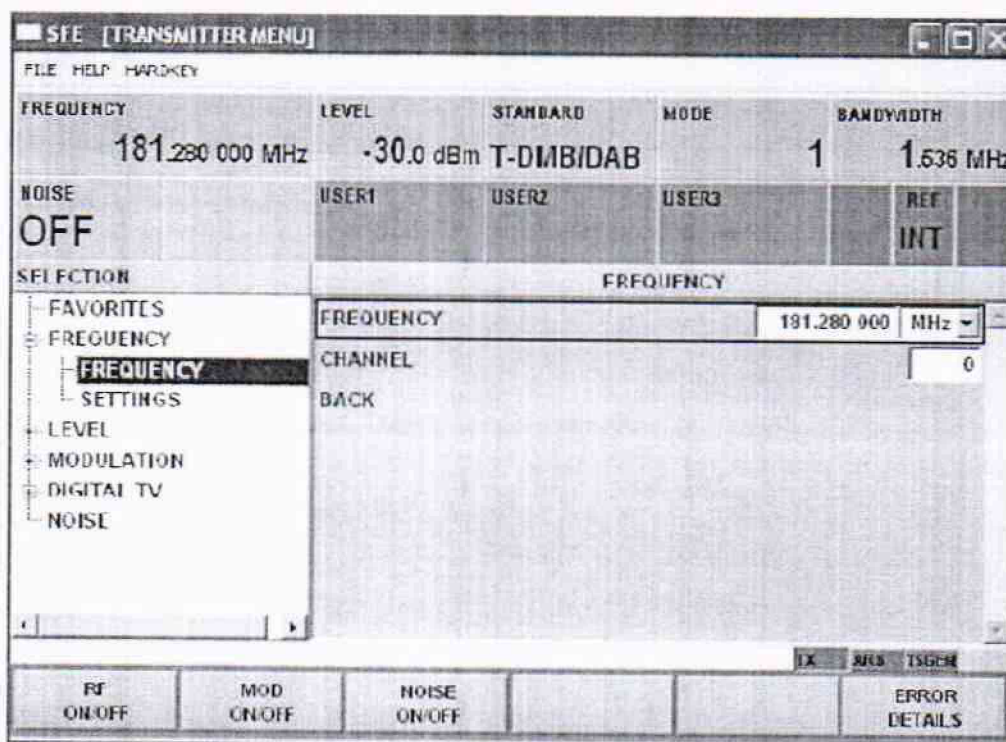 SFE [TRANSMITTER MENU]
FILE HELP HARDKEY
FREQUENCY LEVEL STANDARD MODE BANDWIDTH
181.280 000 MHz -30.0 dBm T-DMB/DAB 1 1.536 MHz
NOISE USER1 USER2 USER3 REF
OFF INT
SELECTION FREQUENCY
FAVORITES
FREQUENCY
FREQUENCY
SETTINGS
LEVEL
MODULATION
DIGITAL TV
NOISE
FREQUENCY 181.280 000 MHz
CHANNEL 0
BACK
TX ARB TSGEN
RF ON/OFF
MOD ON/OFF
NOISE ON/OFF
ERROR DETAILS